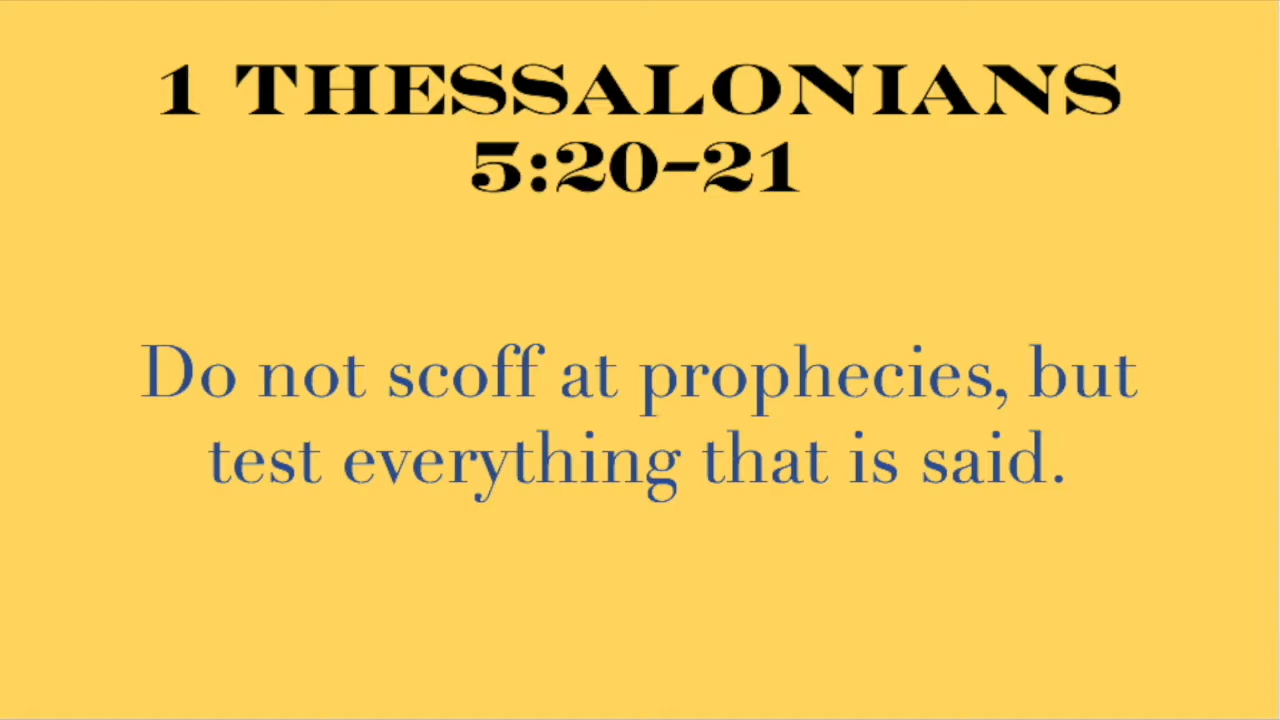 1 THESSALONIANS
5:20-21
Do not scoff at prophecies, but
test everything that is said.